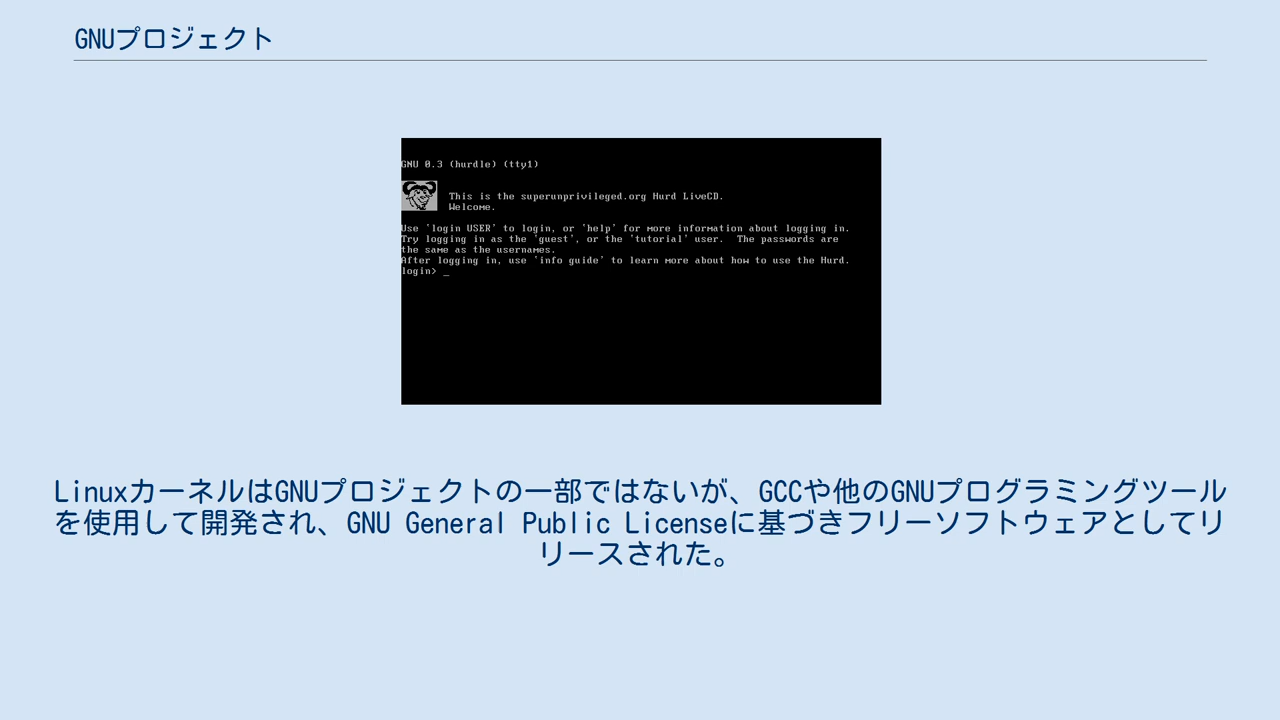 GNUプロジェクト
GNU 0.3 (hurdle) (tty1)
This is the superunprivileged.org Hurd LiveCD.
Welcome.
Use 'login USER' to login, or 'help' for more information about logging in.
Try logging in as the 'guest', or the 'tutorial' user.  The passwords are
the same as the usernames.
After logging in, use 'info guide' to learn more about how to use the Hurd.
login> _
LinuxカーネルはGNUプロジェクトの一部ではないが、GCCや他のGNUプログラミングツール
を使用して開発され、GNU General Public Licenseに基づきフリーソフトウェアとしてリ
リースされた。